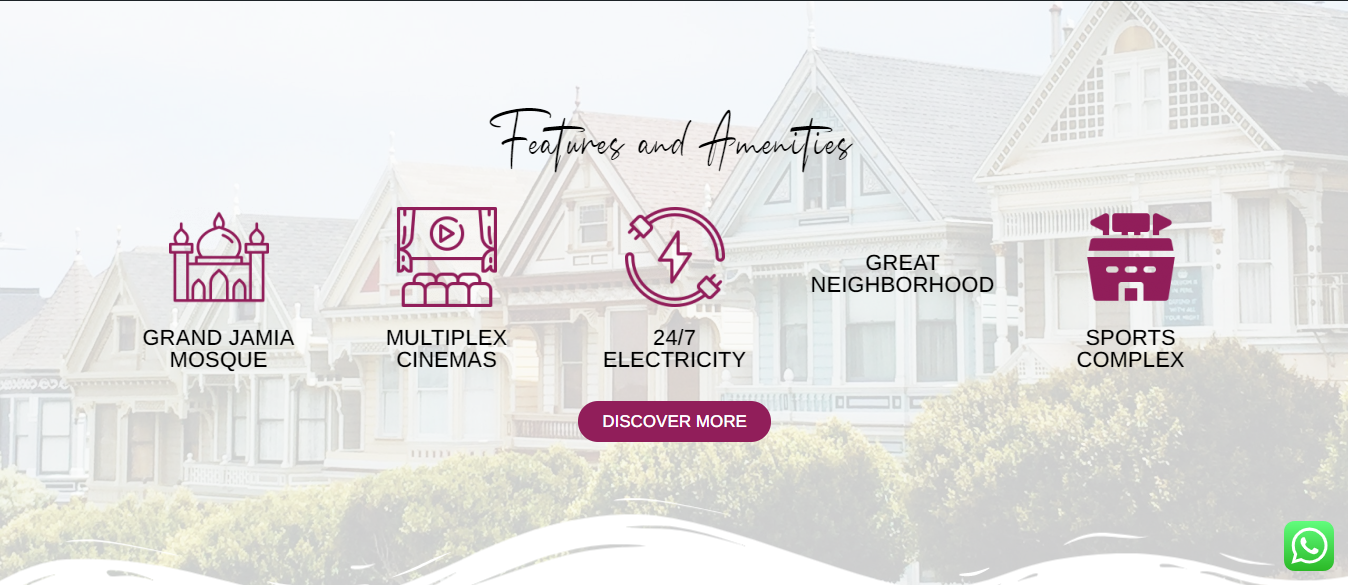 Features and Amenities
GRAND JAMIA
MOSQUE
MULTIPLEX
CINEMAS
24/7
ELECTRICITY
GREAT
NEIGHBORHOOD
SPORTS
COMPLEX
DISCOVER MORE